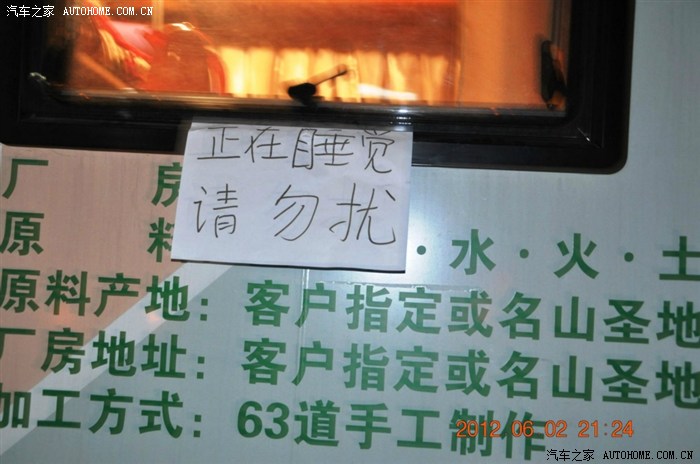 汽车之家 AUTOHOME.COM.CN
正在睡觉
请勿扰
厂 房
原 料 · 水 · 火 · 土
原料产地：客户指定或名山圣地
厂房地址：客户指定或名山圣地
加工方式：63道手工制作
2012.06.02 21:24
汽车之家 AUTOHOME.COM.CN